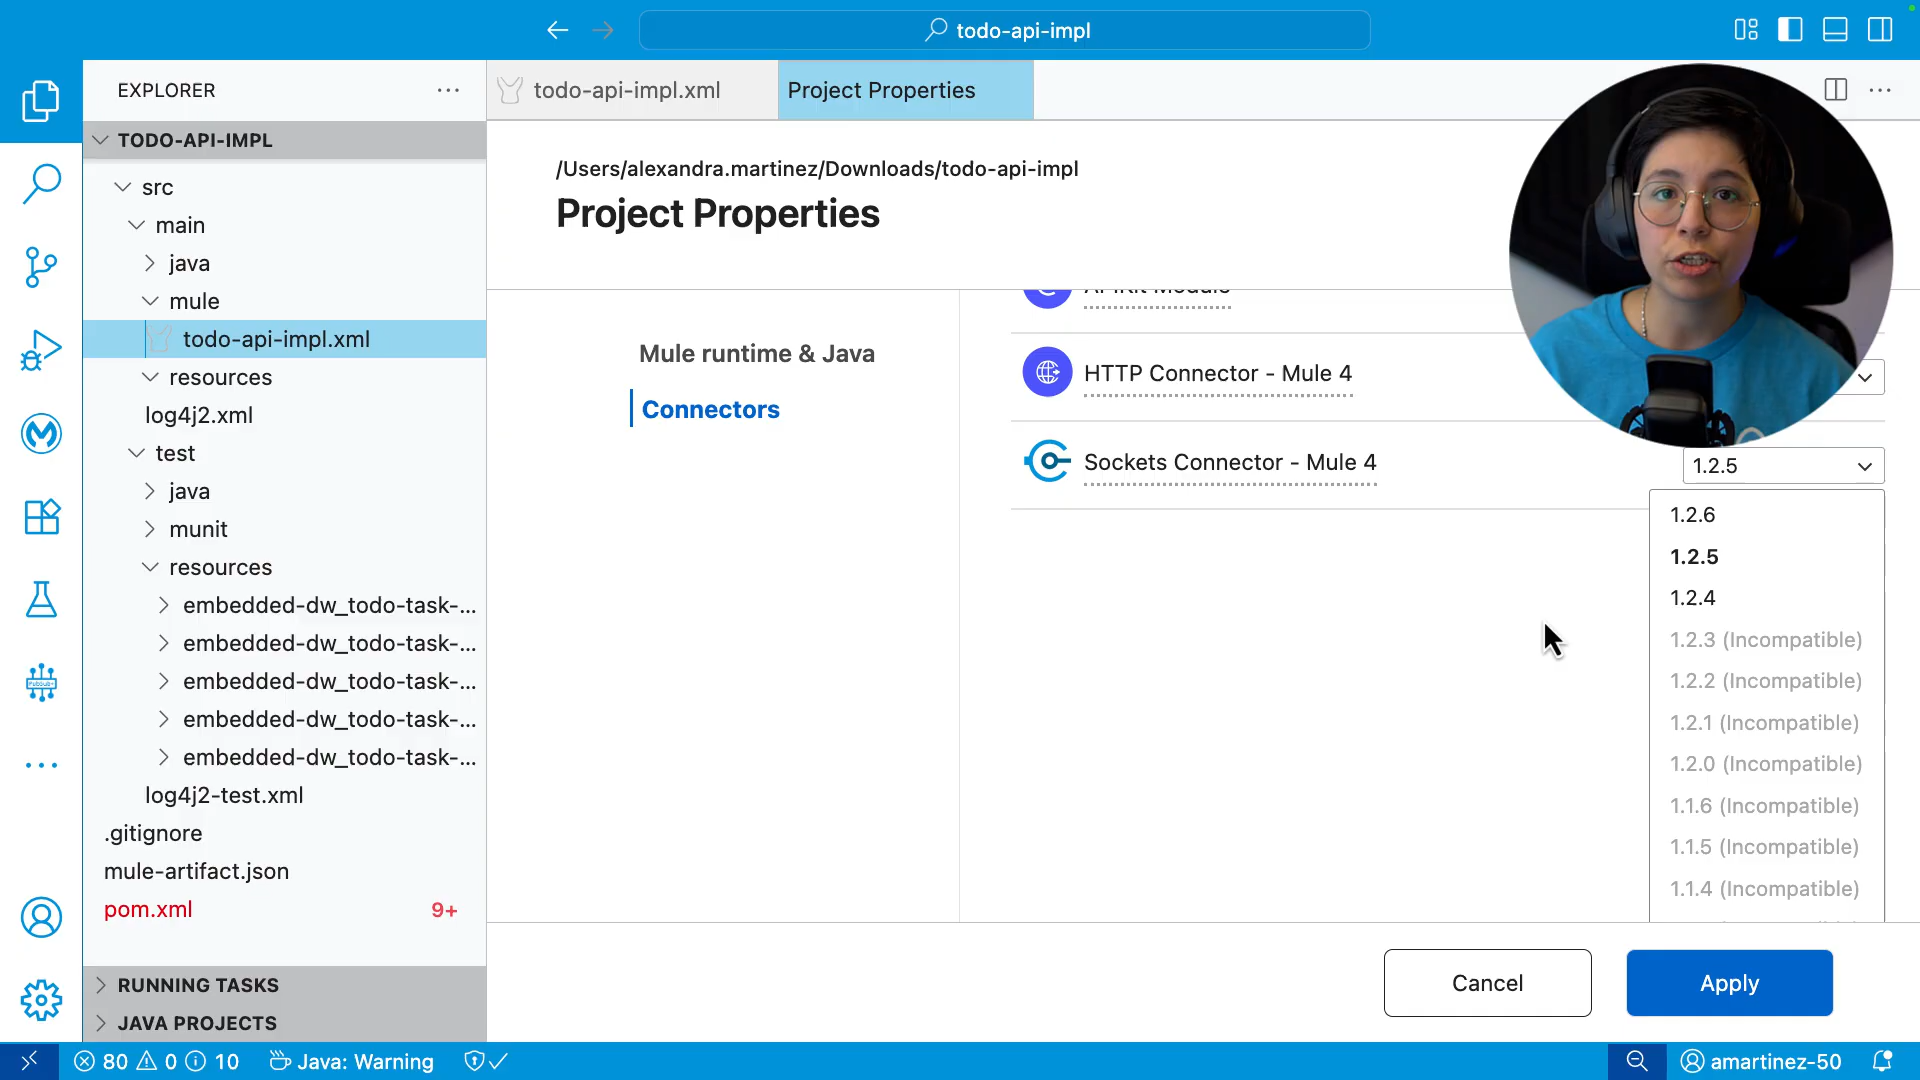 todo-api-impl
EXPLORER
todo-api-impl.xml
Project Properties
TODO-API-IMPL
src
main
java
mule
todo-api-impl.xml
resources
log4j2.xml
test
java
munit
resources
embedded-dw_todo-task-...
embedded-dw_todo-task-...
embedded-dw_todo-task-...
embedded-dw_todo-task-...
embedded-dw_todo-task-...
log4j2-test.xml
.gitignore
mule-artifact.json
pom.xml 9+
RUNNING TASKS
JAVA PROJECTS
/Users/alexandra.martinez/Downloads/todo-api-impl
Project Properties
Mule runtime & Java
Connectors
HTTP Connector - Mule 4
Sockets Connector - Mule 4
1.2.5
1.2.6
1.2.5
1.2.4
1.2.3 (Incompatible)
1.2.2 (Incompatible)
1.2.1 (Incompatible)
1.2.0 (Incompatible)
1.1.6 (Incompatible)
1.1.5 (Incompatible)
1.1.4 (Incompatible)
Cancel
Apply
80 0 10 Java: Warning
amartinez-50